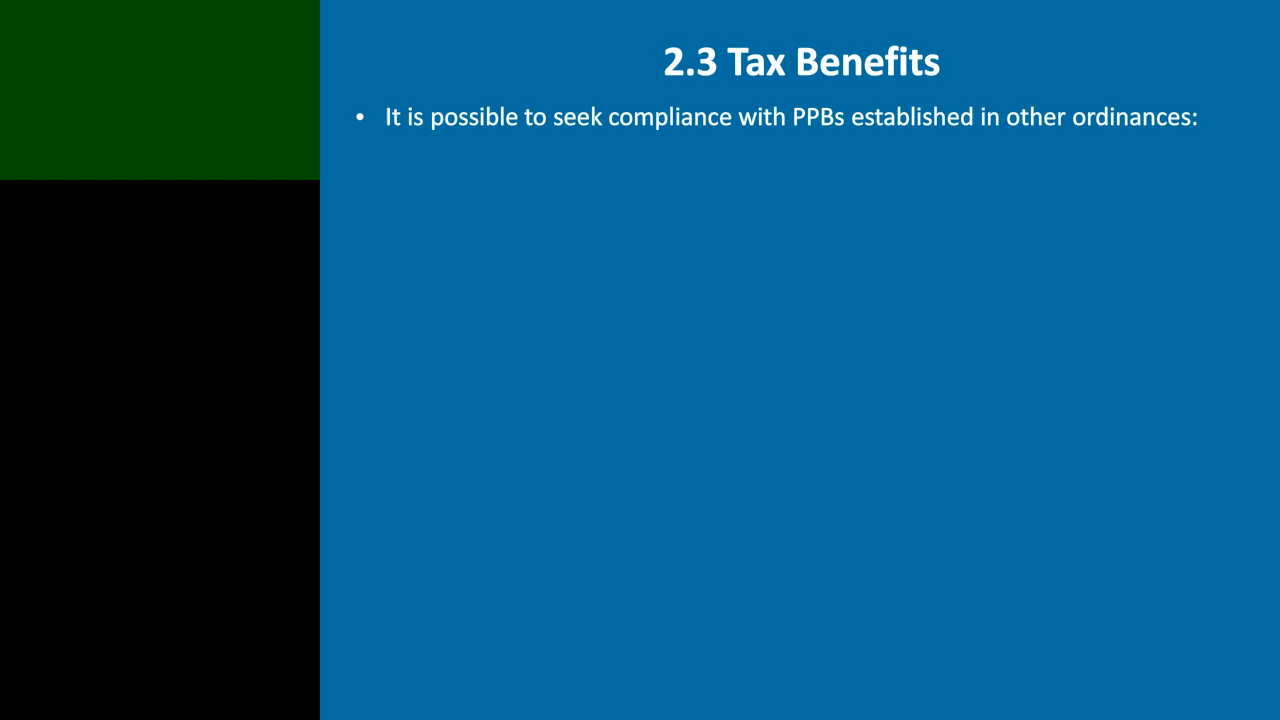 2.3 Tax Benefits
• It is possible to seek compliance with PPBs established in other ordinances: